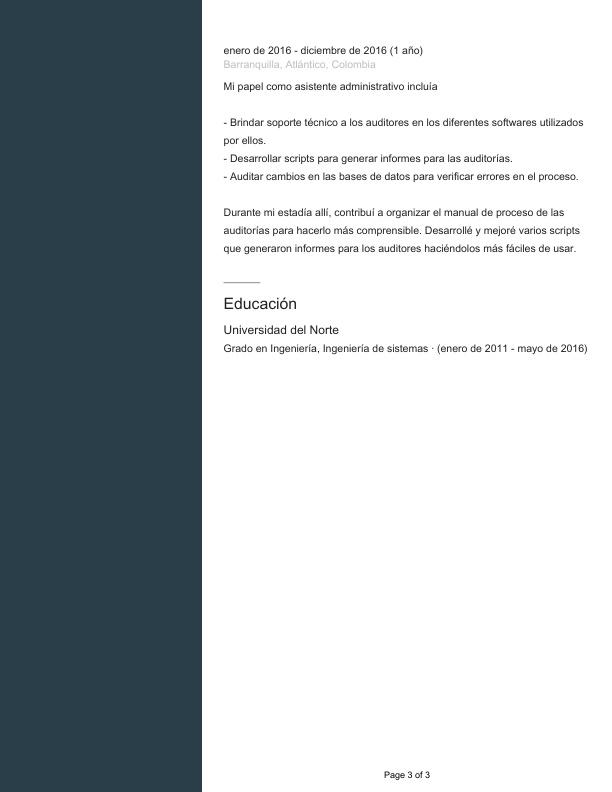 enero de 2016 - diciembre de 2016 (1 año)
Barranquilla, Atlántico, Colombia
Mi papel como asistente administrativo incluía
- Brindar soporte técnico a los auditores en los diferentes softwares utilizados
por ellos.
- Desarrollar scripts para generar informes para las auditorías.
- Auditar cambios en las bases de datos para verificar errores en el proceso.
Durante mi estadía allí, contribuí a organizar el manual de proceso de las
auditorías para hacerlo más comprensible. Desarrollé y mejoré varios scripts
que generaron informes para los auditores haciéndolos más fáciles de usar.
Educación
Universidad del Norte
Grado en Ingeniería, Ingeniería de sistemas · (enero de 2011 - mayo de 2016)
Page 3 of 3